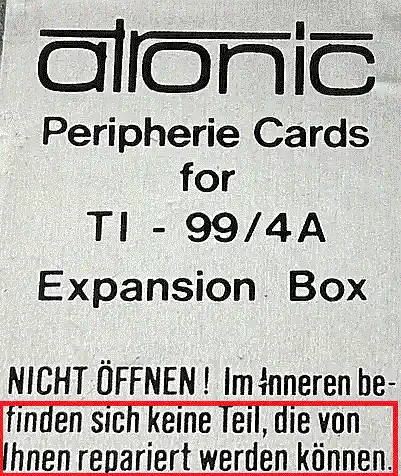 atronic
Peripherie Cards
for
TI - 99/4A
Expansion Box
NICHT ÖFFNEN! Im Inneren be-
finden sich keine Teil, die von
Ihnen repariert werden können.